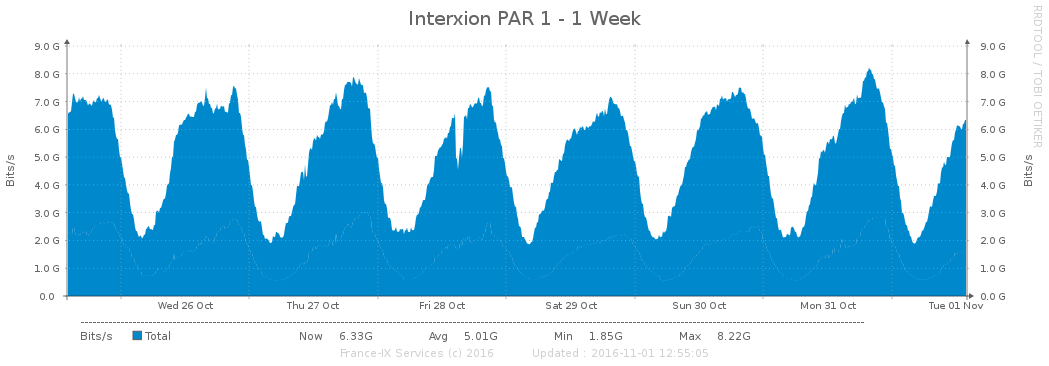 Interxion PAR 1 - 1 Week
RRDTOOL / TOBI OETIKER
9.0 G 9.0 G
8.0 G 8.0 G
7.0 G 7.0 G
6.0 G 6.0 G
5.0 G 5.0 G
4.0 G 4.0 G
3.0 G 3.0 G
2.0 G 2.0 G
1.0 G 1.0 G
0.0 0.0 G
Bits/s
Bits/s
Wed 26 Oct Thu 27 Oct Fri 28 Oct Sat 29 Oct Sun 30 Oct Mon 31 Oct Tue 01 Nov
Bits/s Total Now 6.33G Avg 5.01G Min 1.85G Max 8.22G
France-IX Services (c) 2016 Updated : 2016-11-01 12:55:05